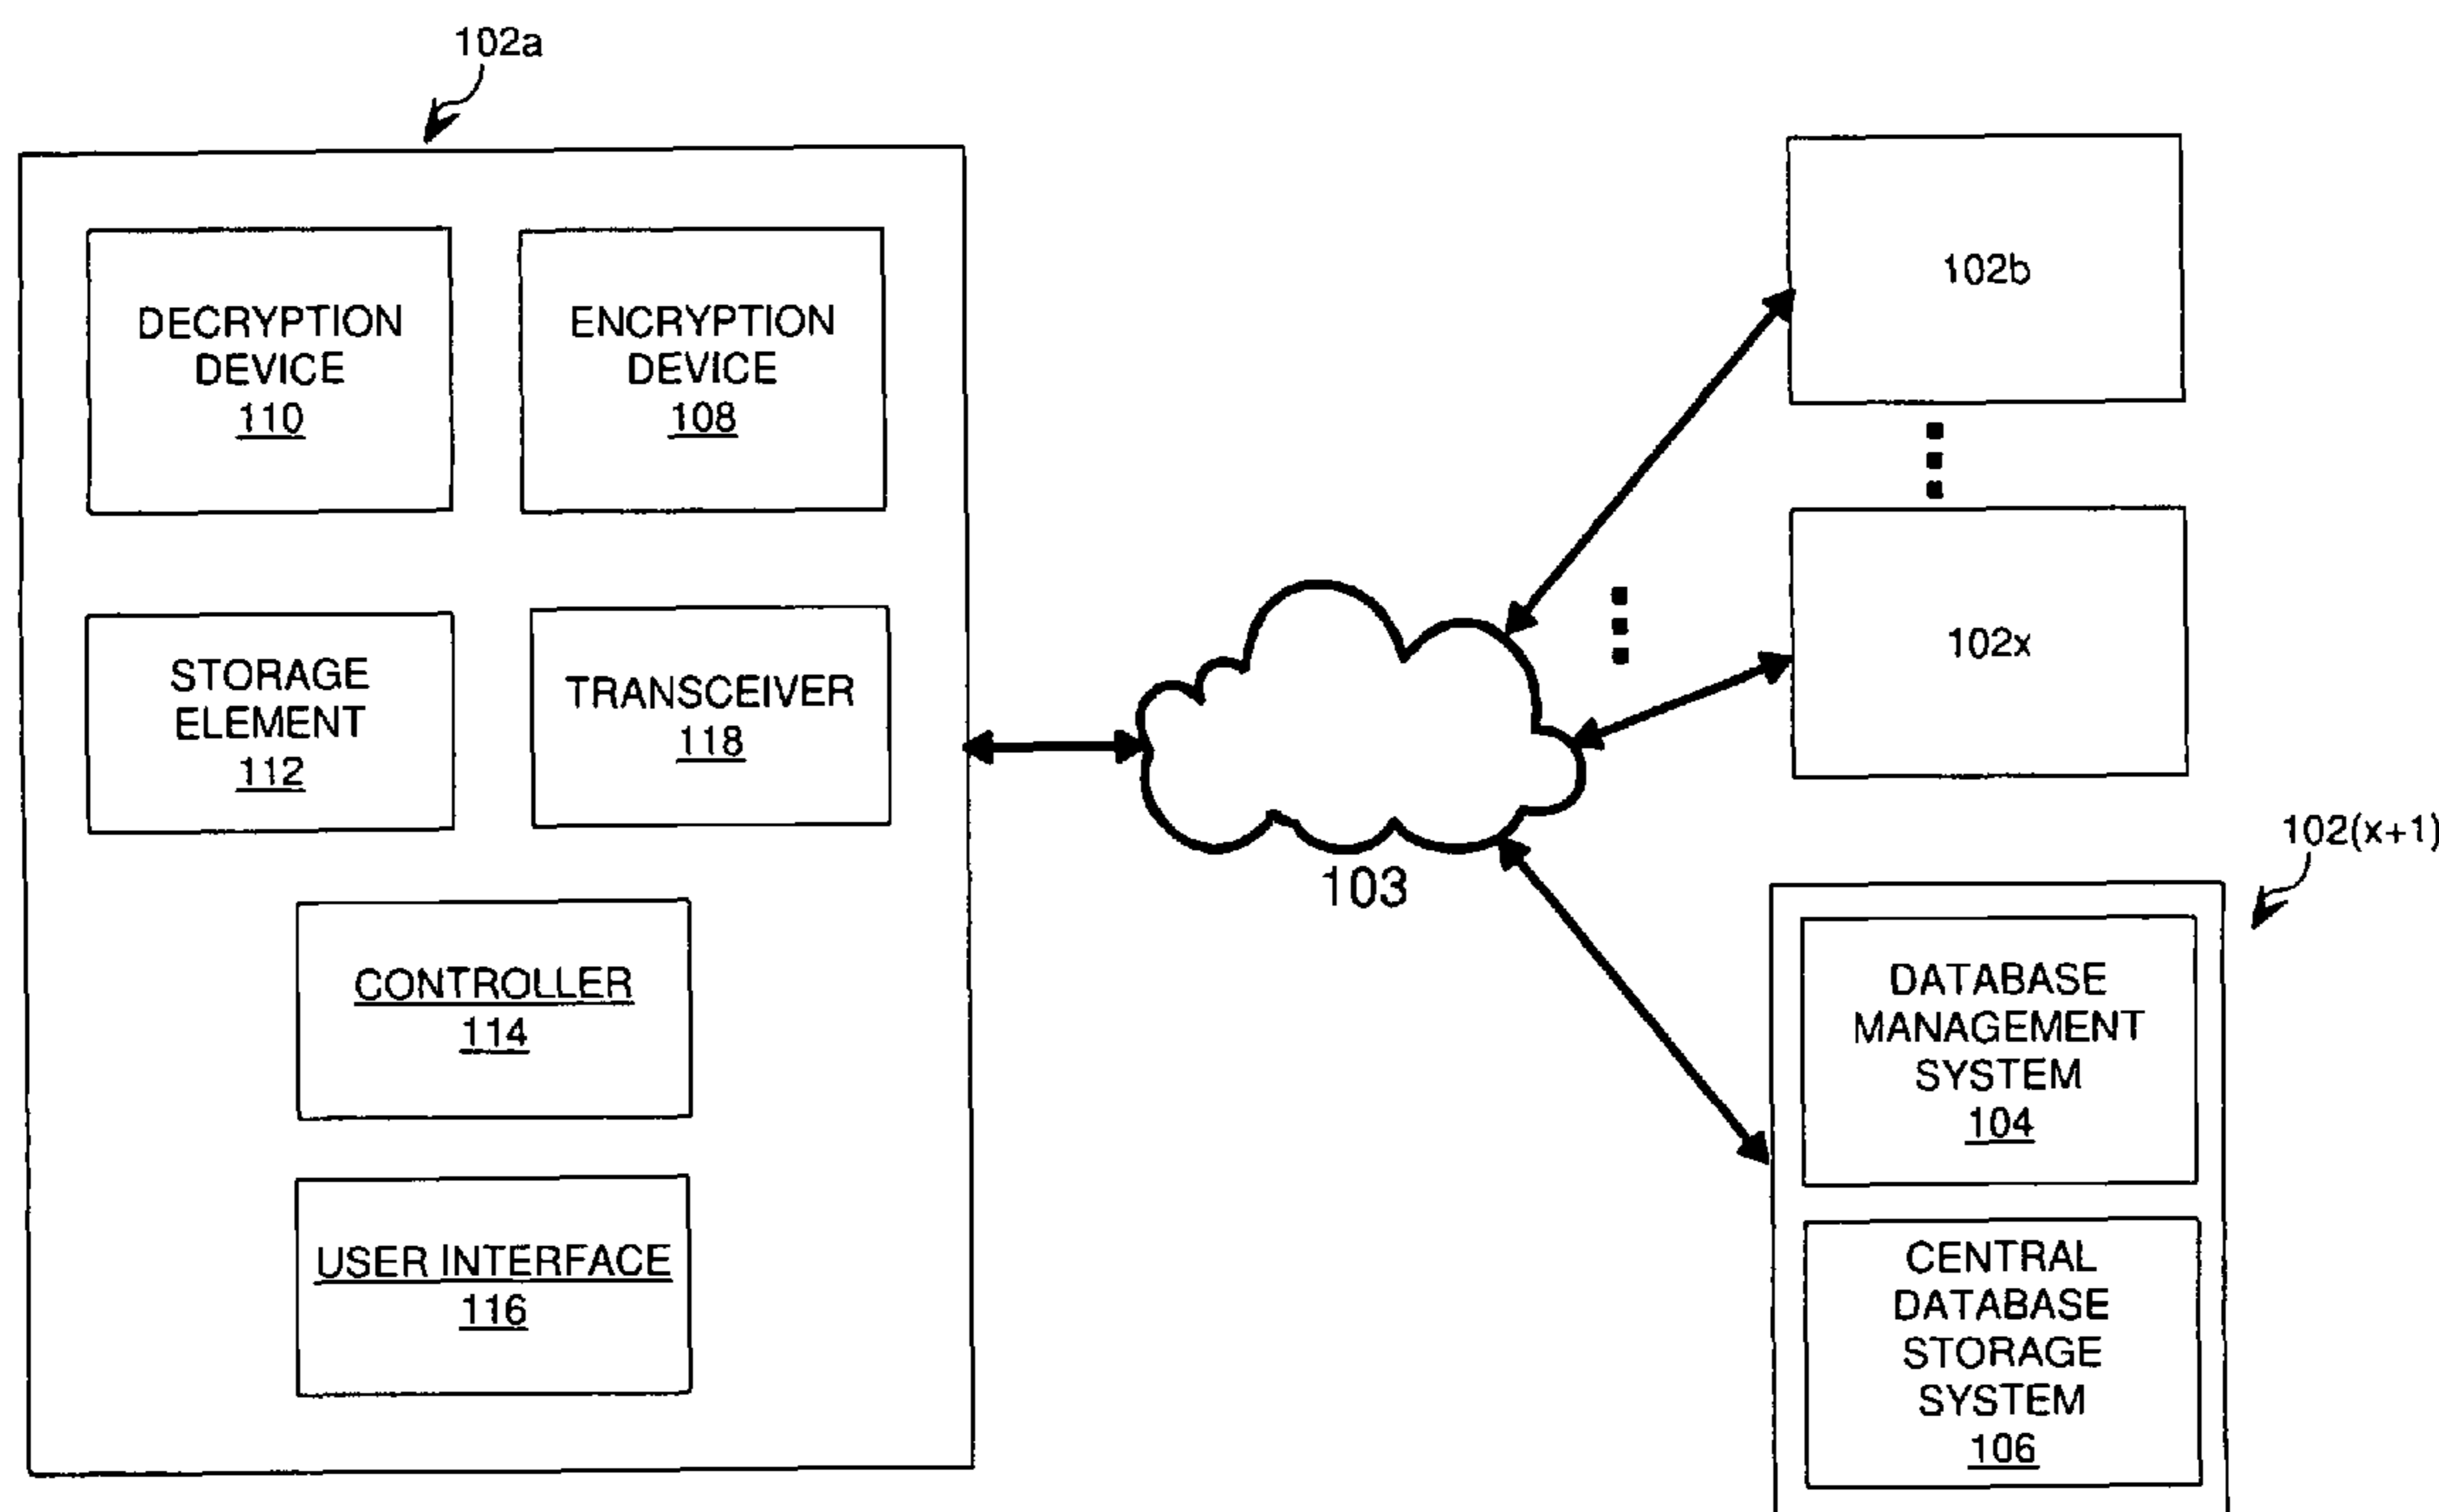 102a
DECRYPTION
DEVICE
110
ENCRYPTION
DEVICE
108
STORAGE
ELEMENT
112
TRANSCEIVER
118
CONTROLLER
114
USER INTERFACE
116
103
102b
102x
102(x+1)
DATABASE
MANAGEMENT
SYSTEM
104
CENTRAL
DATABASE
STORAGE
SYSTEM
106